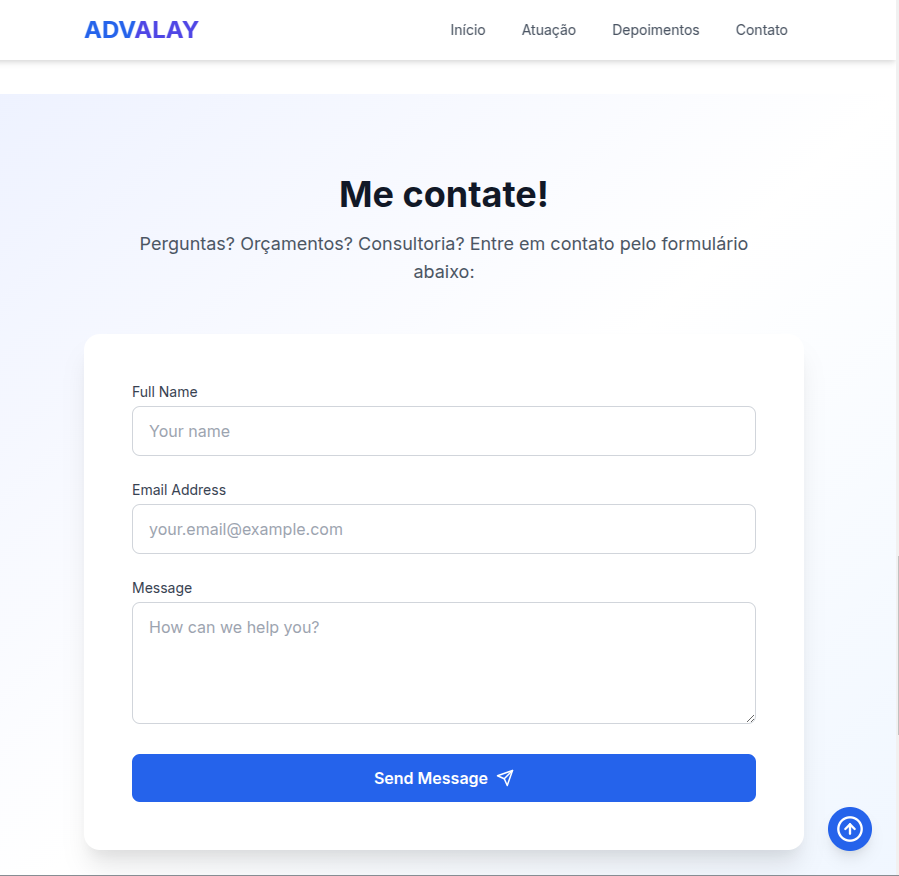 ADVALAY
Início Atuação Depoimentos Contato
Me contate!
Perguntas? Orçamentos? Consultoria? Entre em contato pelo formulário
abaixo:
Full Name
Your name
Email Address
your.email@example.com
Message
How can we help you?
Send Message